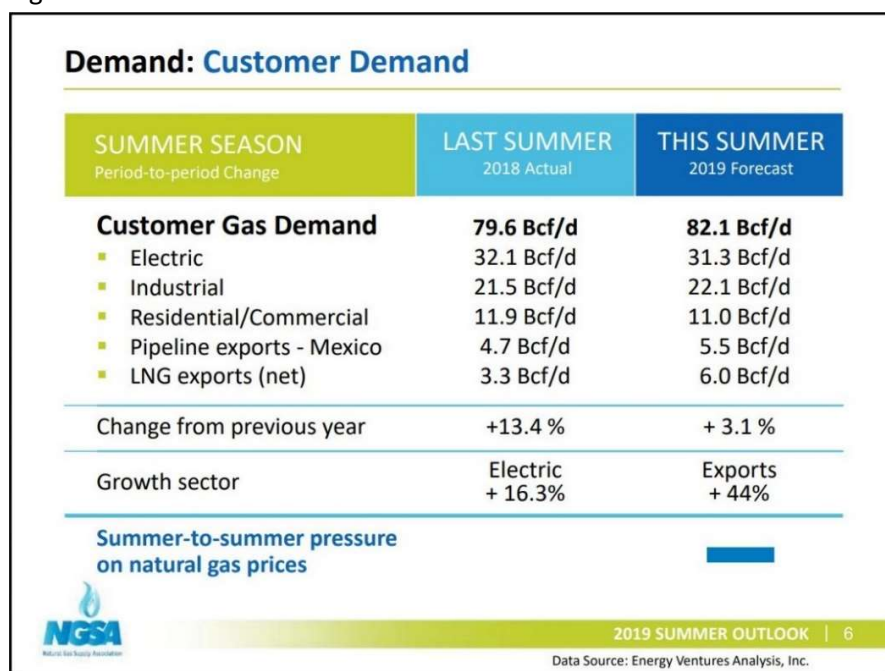 Demand: Customer Demand
SUMMER SEASON
Period-to-period Change
LAST SUMMER
2018 Actual
THIS SUMMER
2019 Forecast
Customer Gas Demand 79.6 Bcf/d 82.1 Bcf/d
▪ Electric 32.1 Bcf/d 31.3 Bcf/d
▪ Industrial 21.5 Bcf/d 22.1 Bcf/d
▪ Residential/Commercial 11.9 Bcf/d 11.0 Bcf/d
▪ Pipeline exports - Mexico 4.7 Bcf/d 5.5 Bcf/d
▪ LNG exports (net) 3.3 Bcf/d 6.0 Bcf/d
Change from previous year +13.4 % + 3.1 %
Growth sector
Electric
+ 16.3%
Exports
+ 44%
Summer-to-summer pressure
on natural gas prices
NGSA
Natural Gas Supply Association
2019 SUMMER OUTLOOK | 6
Data Source: Energy Ventures Analysis, Inc.